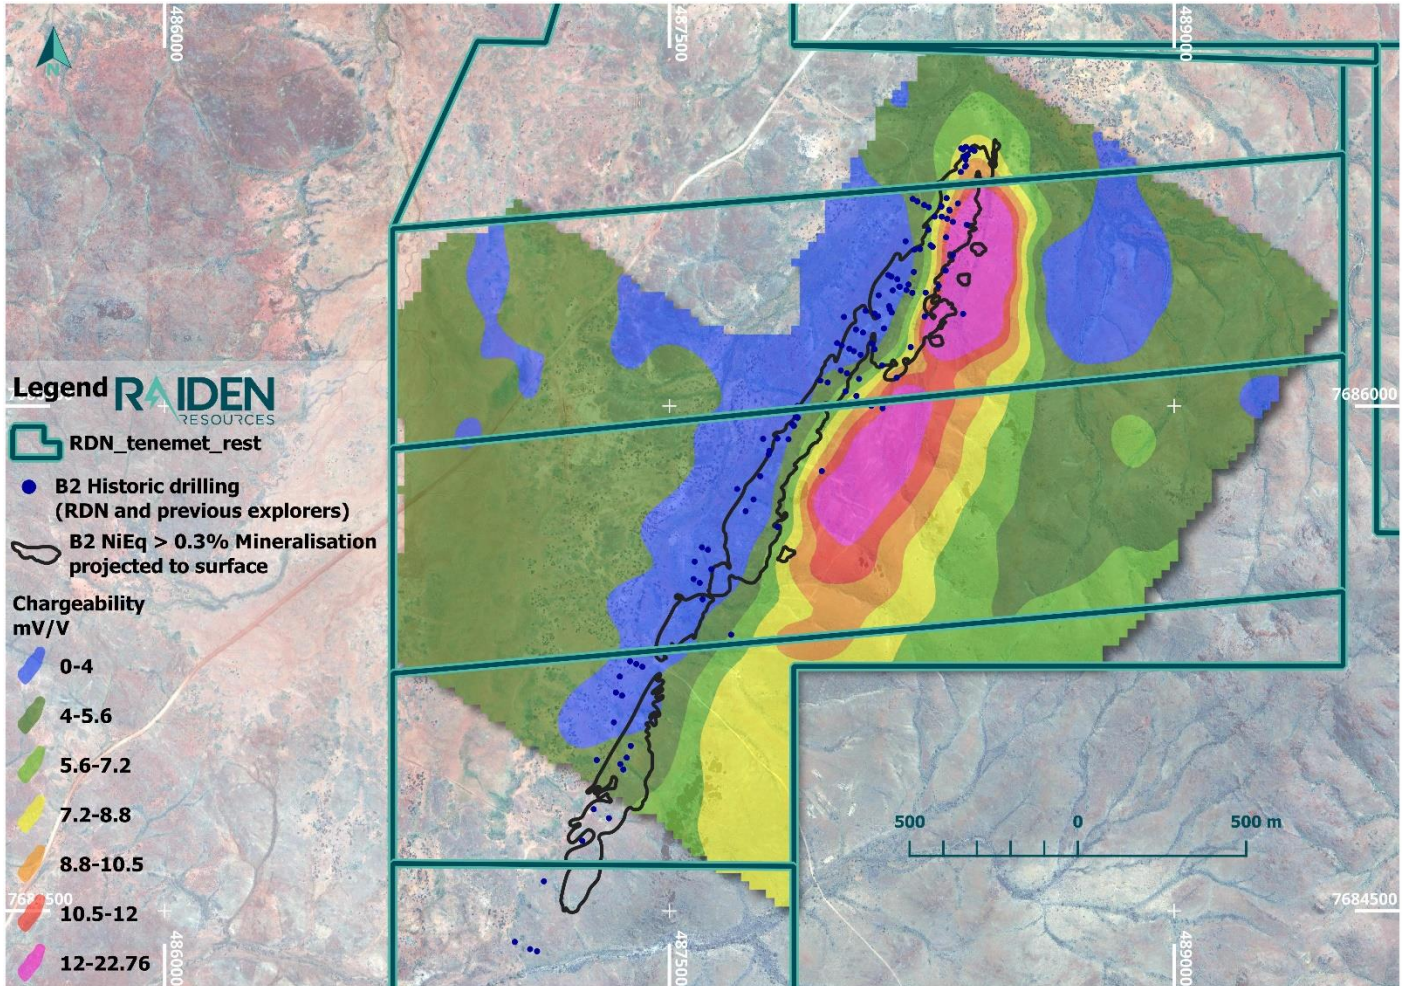 486000
487500
489000
N
Legend
RAIDEN
RESOURCES
RDN_tenemet_rest
B2 Historic drilling
(RDN and previous explorers)
B2 NiEq > 0.3% Mineralisation
projected to surface
Chargeability
mV/V
0-4
4-5.6
5.6-7.2
7.2-8.8
8.8-10.5
10.5-12
12-22.76
7686000
500 0 500 m
7684500
486000
487500
489000